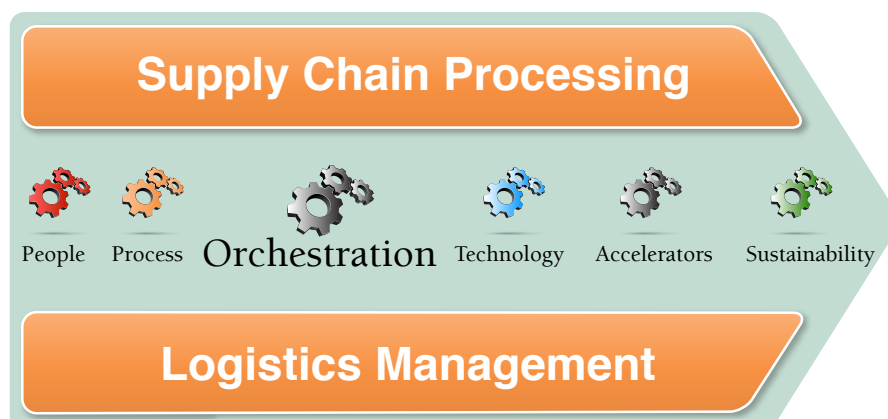 Supply Chain Processing
People Process Orchestration Technology Accelerators Sustainability
Logistics Management